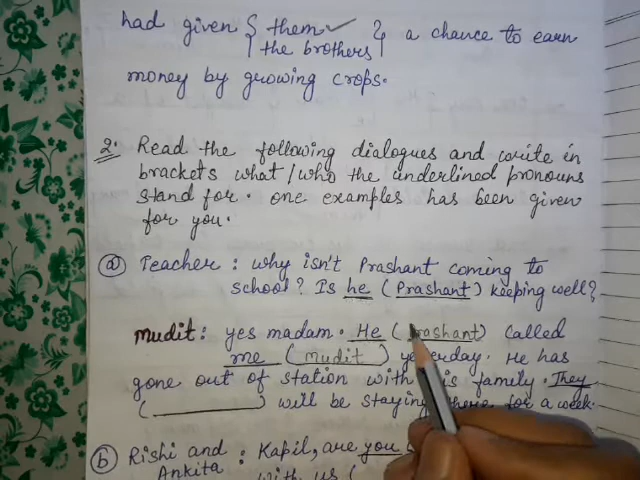 had given { them ✓ } a chance to earn
the brothers
money by growing crops.
2. Read the following dialogues and write in
brackets what/who the underlined pronouns
stand for. one examples has been given
for you.
(a) Teacher : why isn't Prashant coming to
school? Is he (Prashant) keeping well?
Mudit : yes madam. He (Prashant) called
me (mudit) yesterday. He has
gone out of station with his family. They
(________) will be staying there for a week.
(b) Rishi and : Kapil, are you
Ankita with us (